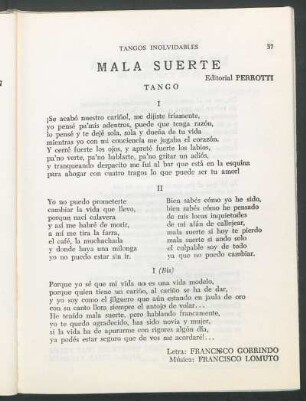 TANGOS INOLVIDABLES 37
MALA SUERTE
Editorial PERROTTI
TANGO
I
¡Se acabó nuestro cariño!, me dijiste fríamente,
yo pensé pa'mis adentros, puede que tenga razón,
lo pensé y te dejé sola, sola y dueña de tu vida
mientras yo con mi conciencia me jugaba el corazón.
Y cerré fuerte los ojos, y apreté fuerte los labios,
pa'no verte, pa'no hablarte, pa'no gritar un adiós,
y tranqueando despacito me fui al bar que está en la esquina
para ahogar con cuatro tragos lo que pudo ser tu amor!
II
Yo no pude prometerte
cambiar la vida que llevo,
porque nací calavera
y así me habré de morir,
a mí me tira la farra,
el café, la muchachada
y donde haya una milonga
yo no puedo estar sin ir.
Bien sabés cómo yo he sido,
bien sabés cómo he pensado
de mis locas inquietudes
de mi afán de callejear,
mala suerte si hoy te pierdo
mala suerte si ando solo
el culpable soy de todo
ya que no puedo cambiar.
I (Bis)
Porque yo sé que mi vida no es una vida modelo,
porque quien tiene un cariño, al cariño se ha de dar,
y yo soy como el jilguero que aún estando en jaula de oro
con su canto llora siempre el antojo de volar...
He tenido mala suerte, pero hablando francamente,
yo te quedo agradecido, has sido novia y mujer,
si la vida ha de apurarme con rigores algún día,
ya podés estar segura que de vos me acordaré!...
Letra: FRANCISCO GORRINDO
Música: FRANCISCO LOMUTO